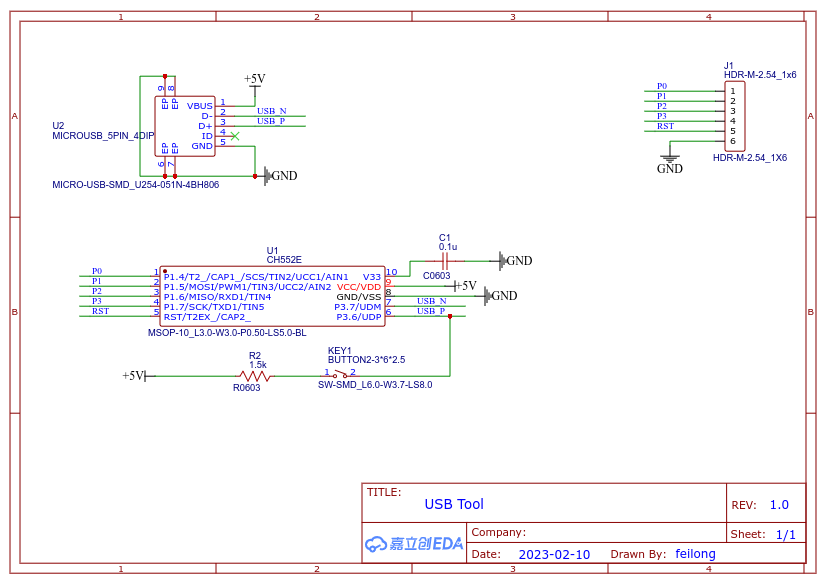 1 2 3 4
A A
B B
+5V
9 8
EP EP
VBUS 1
D- 2 USB_N
D+ 3 USB_P
ID 4
GND 5
U2
MICROUSB_5PIN_4DIP
EP EP
6 7
GND
MICRO-USB-SMD_U254-051N-4BH806
J1
HDR-M-2.54_1x6
P0 1
P1 2
P2 3
P3 4
RST 5
6
GND
HDR-M-2.54_1X6
U1
CH552E
P0 1 P1.4/T2_/CAP1_/SCS/TIN2/UCC1/AIN1 V33 10
P1 2 P1.5/MOSI/PWM1/TIN3/UCC2/AIN2 VCC/VDD 9 +5V
P2 3 P1.6/MISO/RXD1/TIN4 GND/VSS 8 GND
P3 4 P1.7/SCK/TXD1/TIN5 P3.7/UDM 7 USB_N
RST 5 RST/T2EX_/CAP2_ P3.6/UDP 6 USB_P
MSOP-10_L3.0-W3.0-P0.50-LS5.0-BL
C1
0.1u
GND
C0603
R2
1.5k
+5V
R0603
KEY1
BUTTON2-3*6*2.5
1 2
SW-SMD_L6.0-W3.7-LS8.0
TITLE:
USB Tool
REV: 1.0
嘉立创EDA
Company:
Sheet: 1/1
Date: 2023-02-10 Drawn By: feilong
1 2 3 4